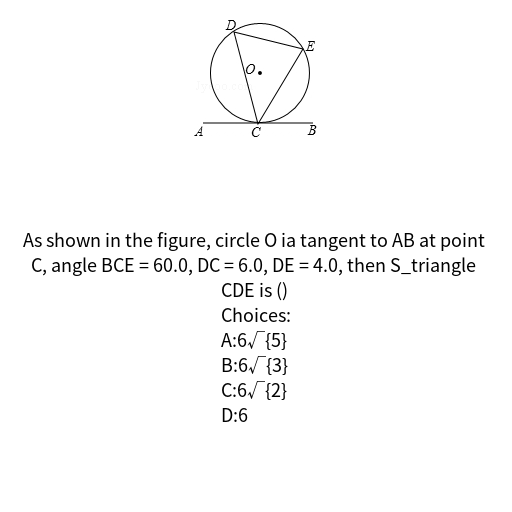 D
E
O
A
C
B
As shown in the figure, circle O ia tangent to AB at point
C, angle BCE = 60.0, DC = 6.0, DE = 4.0, then S_triangle
CDE is ()
Choices:
A:6√{5}
B:6√{3}
C:6√{2}
D:6